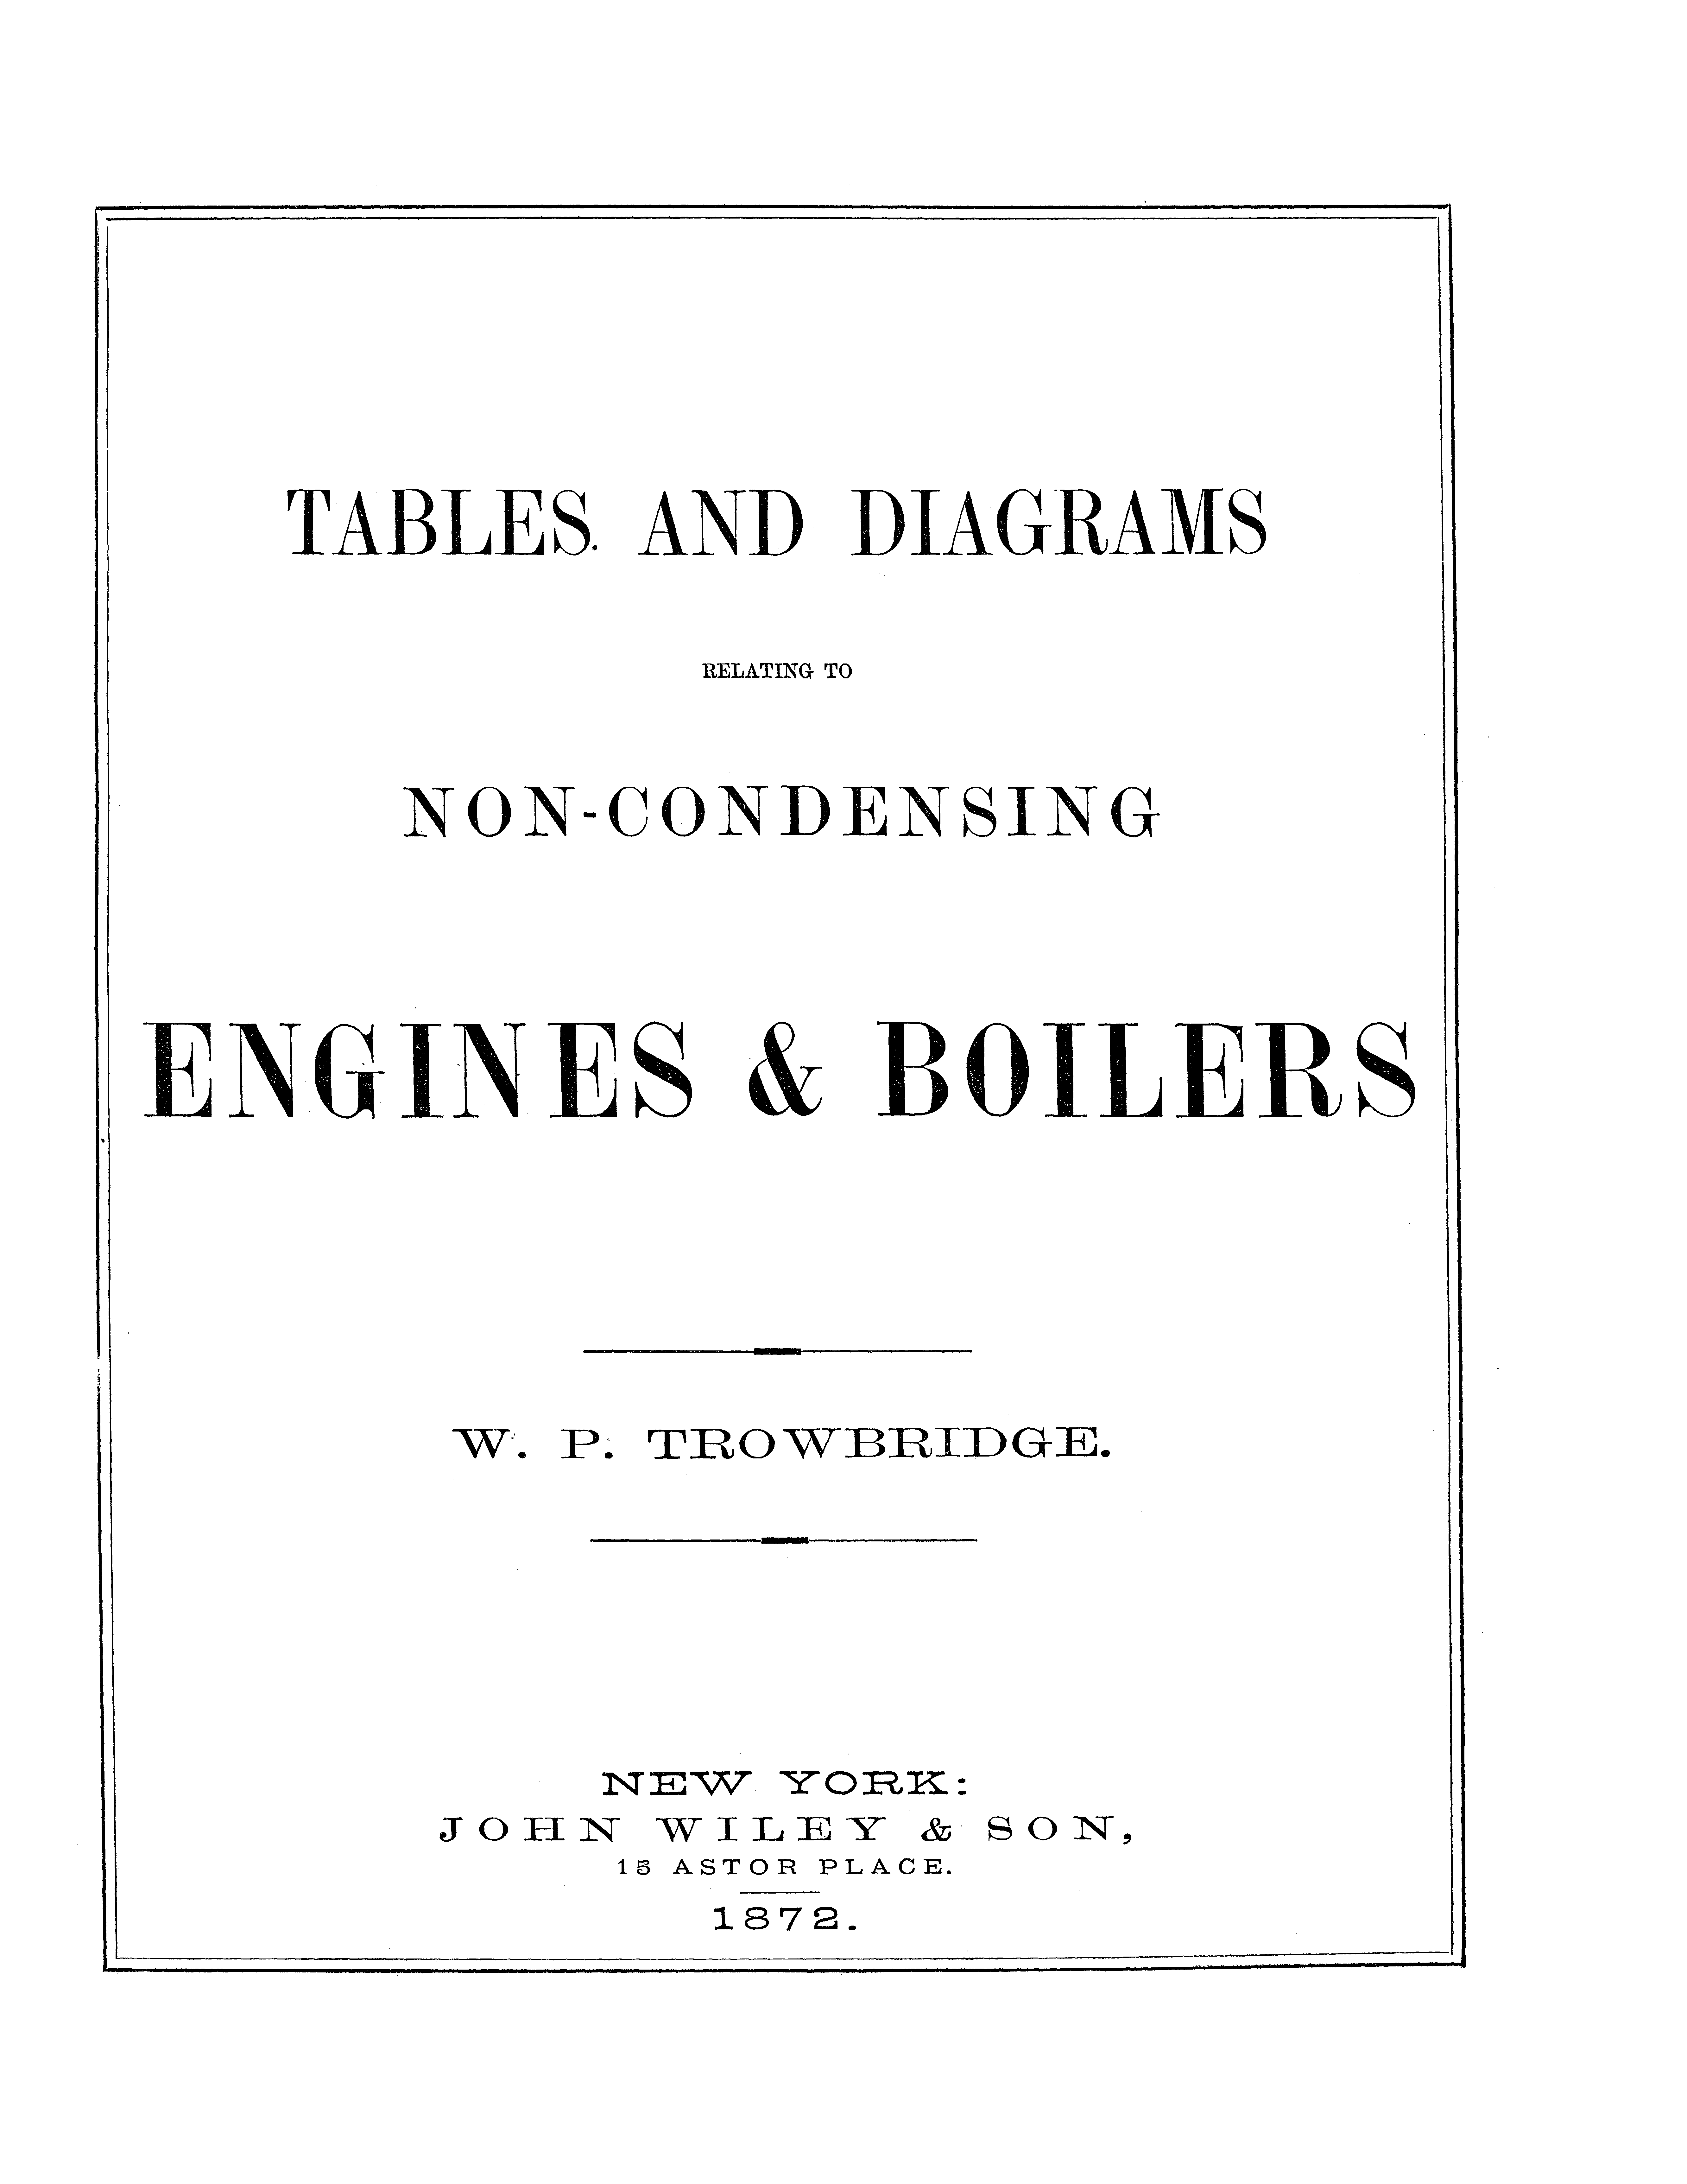 TABLES. AND DIAGRAMS
RELATING TO
NON-CONDENSING
ENGINES & BOILERS
W. P. TROWBRIDGE.
NEW YORK:
JOHN WILEY & SON,
15 ASTOR PLACE.
1872.